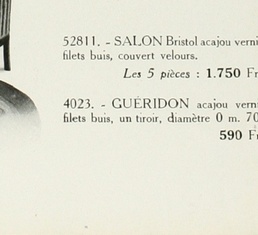 52811. - SALON Bristol acajou verni
filets buis, couvert velours.
Les 5 pièces : 1.750 Fr
4023. - GUÉRIDON acajou verni
filets buis, un tiroir, diamètre 0 m. 70
590 Fr